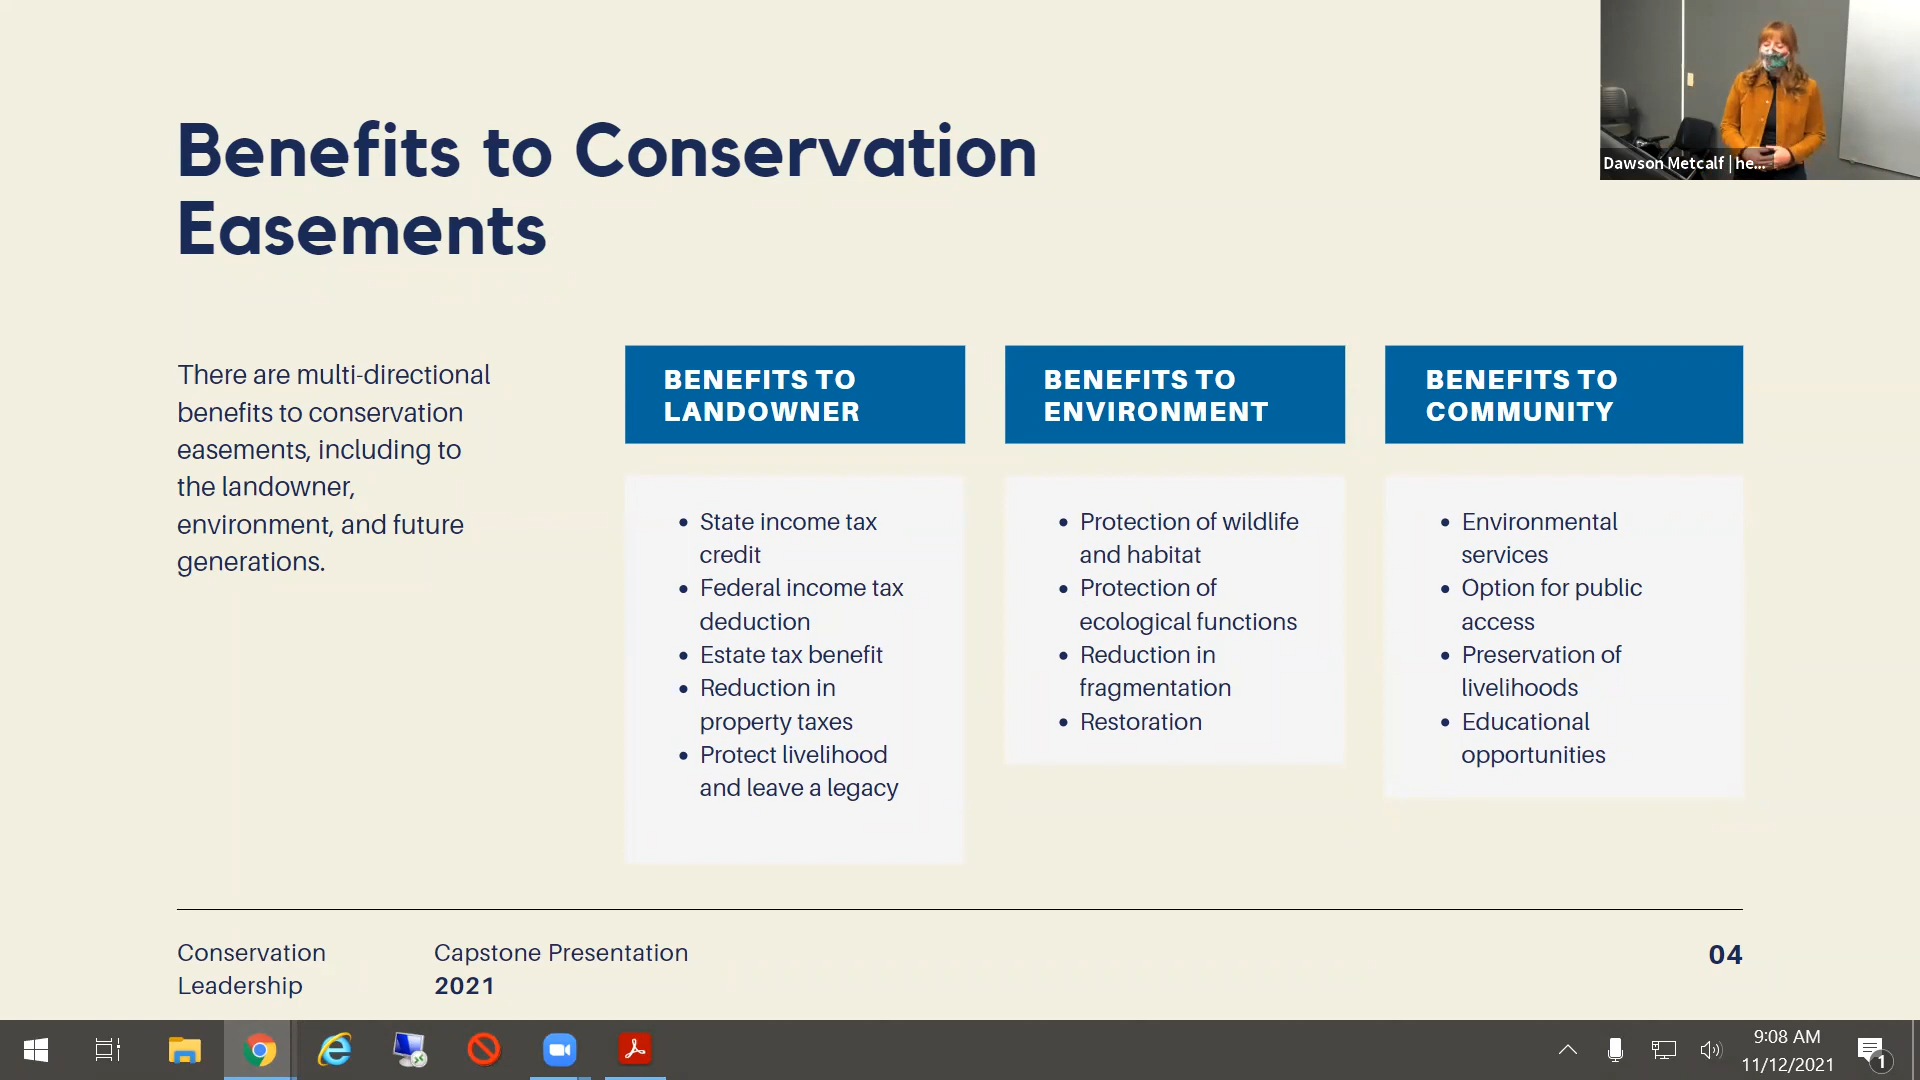 Benefits to Conservation
Easements
Dawson Metcalf | he...
There are multi-directional
benefits to conservation
easements, including to
the landowner,
environment, and future
generations.
BENEFITS TO
LANDOWNER
• State income tax
credit
• Federal income tax
deduction
• Estate tax benefit
• Reduction in
property taxes
• Protect livelihood
and leave a legacy
BENEFITS TO
ENVIRONMENT
• Protection of wildlife
and habitat
• Protection of
ecological functions
• Reduction in
fragmentation
• Restoration
BENEFITS TO
COMMUNITY
• Environmental
services
• Option for public
access
• Preservation of
livelihoods
• Educational
opportunities
Conservation
Leadership
Capstone Presentation
2021
04
9:08 AM
11/12/2021
1